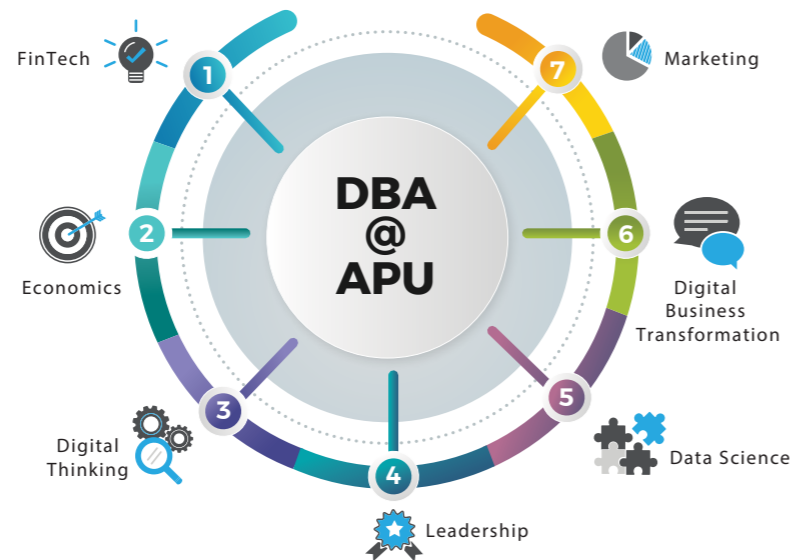 DBA
@
APU
1
FinTech
2
Economics
3
Digital
Thinking
4
Leadership
5
Data Science
6
Digital
Business
Transformation
7
Marketing